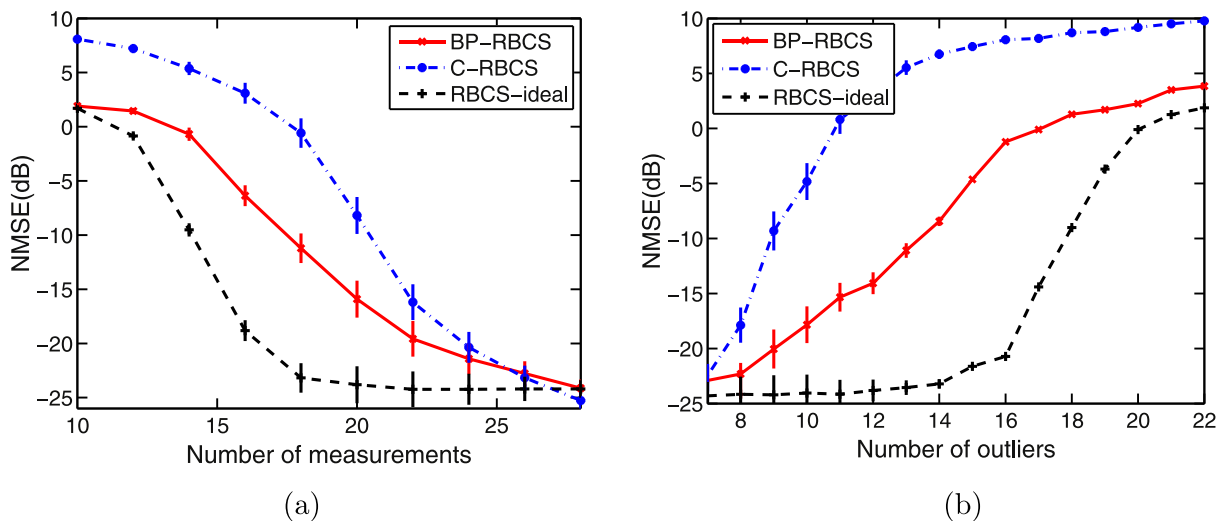 10
5
0
−5
−10
−15
−20
−25
NMSE(dB)
BP−RBCS
C−RBCS
RBCS−ideal
10
15
20
25
Number of measurements
(a)
10
5
0
−5
−10
−15
−20
−25
NMSE(dB)
BP−RBCS
C−RBCS
RBCS−ideal
8
10
12
14
16
18
20
22
Number of outliers
(b)